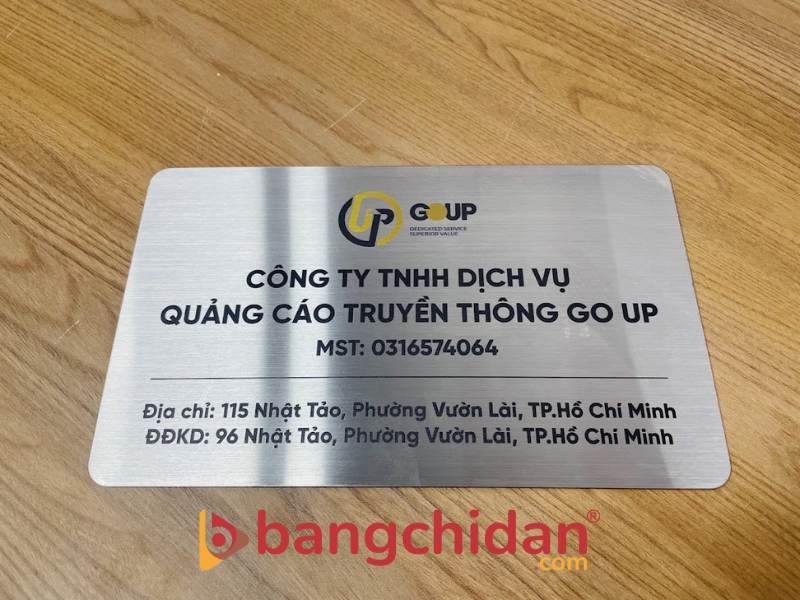 GOUP
DEDICATED SERVICE
SUPERIOR VALUE
CÔNG TY TNHH DỊCH VỤ
QUẢNG CÁO TRUYỀN THÔNG GO UP
MST: 0316574064
Địa chỉ: 115 Nhật Tảo, Phường Vườn Lài, TP.Hồ Chí Minh
ĐĐKD: 96 Nhật Tảo, Phường Vườn Lài, TP.Hồ Chí Minh
bangchidan®
.com